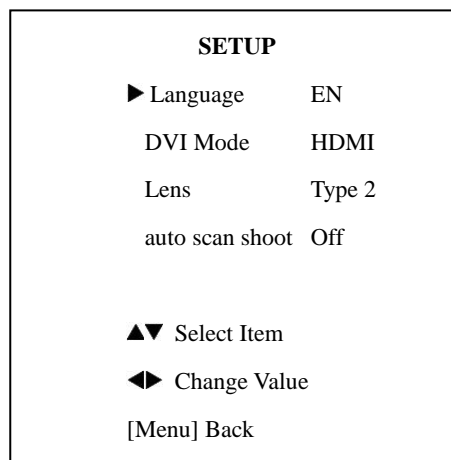 SETUP
▶ Language EN
DVI Mode HDMI
Lens Type 2
auto scan shoot Off
▲▼ Select Item
◀▶ Change Value
[Menu] Back